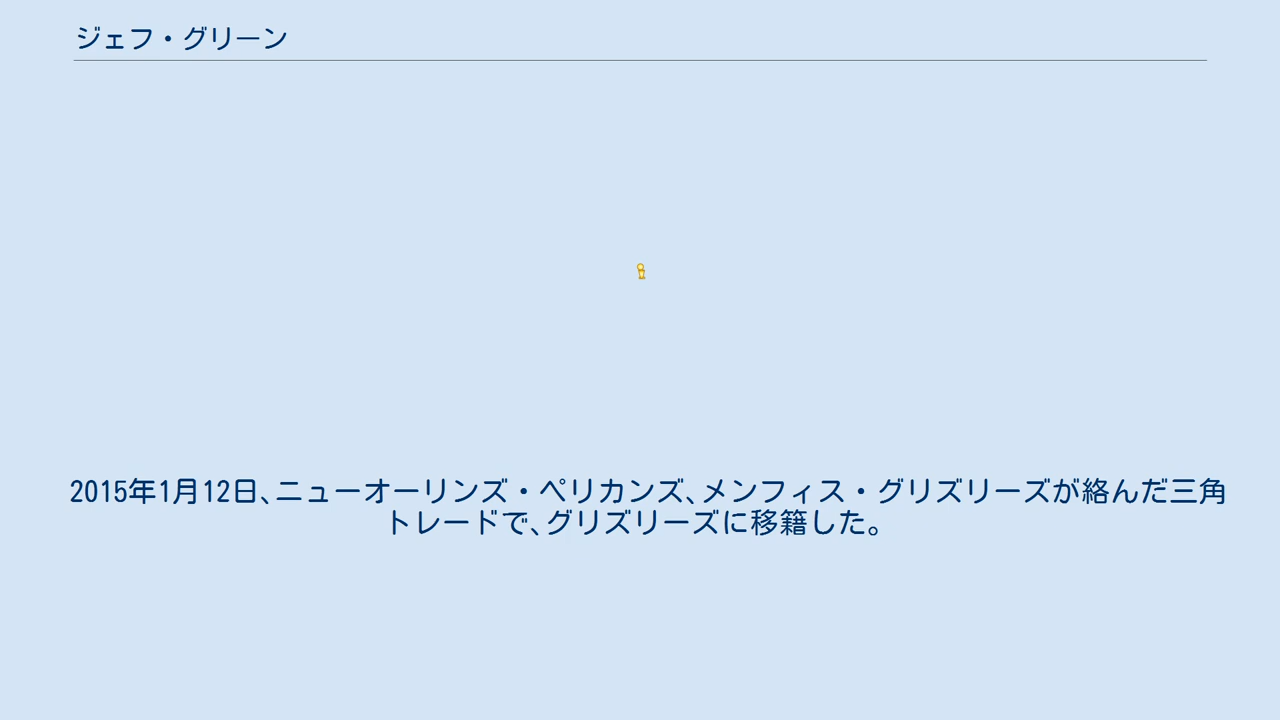 ジェフ・グリーン
2015年1月12日、ニューオーリンズ・ペリカンズ、メンフィス・グリズリーズが絡んだ三角
トレードで、グリズリーズに移籍した。